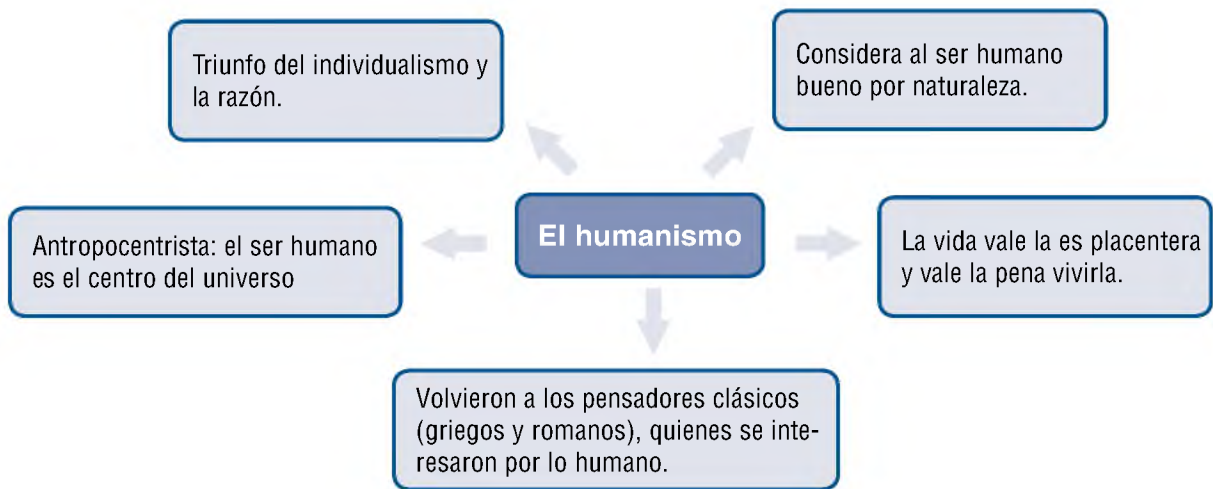 Triunfo del individualismo y
la razón.
Considera al ser humano
bueno por naturaleza.
Antropocentrista: el ser humano
es el centro del universo
El humanismo
La vida vale la es placentera
y vale la pena vivirla.
Volvieron a los pensadores clásicos
(griegos y romanos), quienes se inte-
resaron por lo humano.